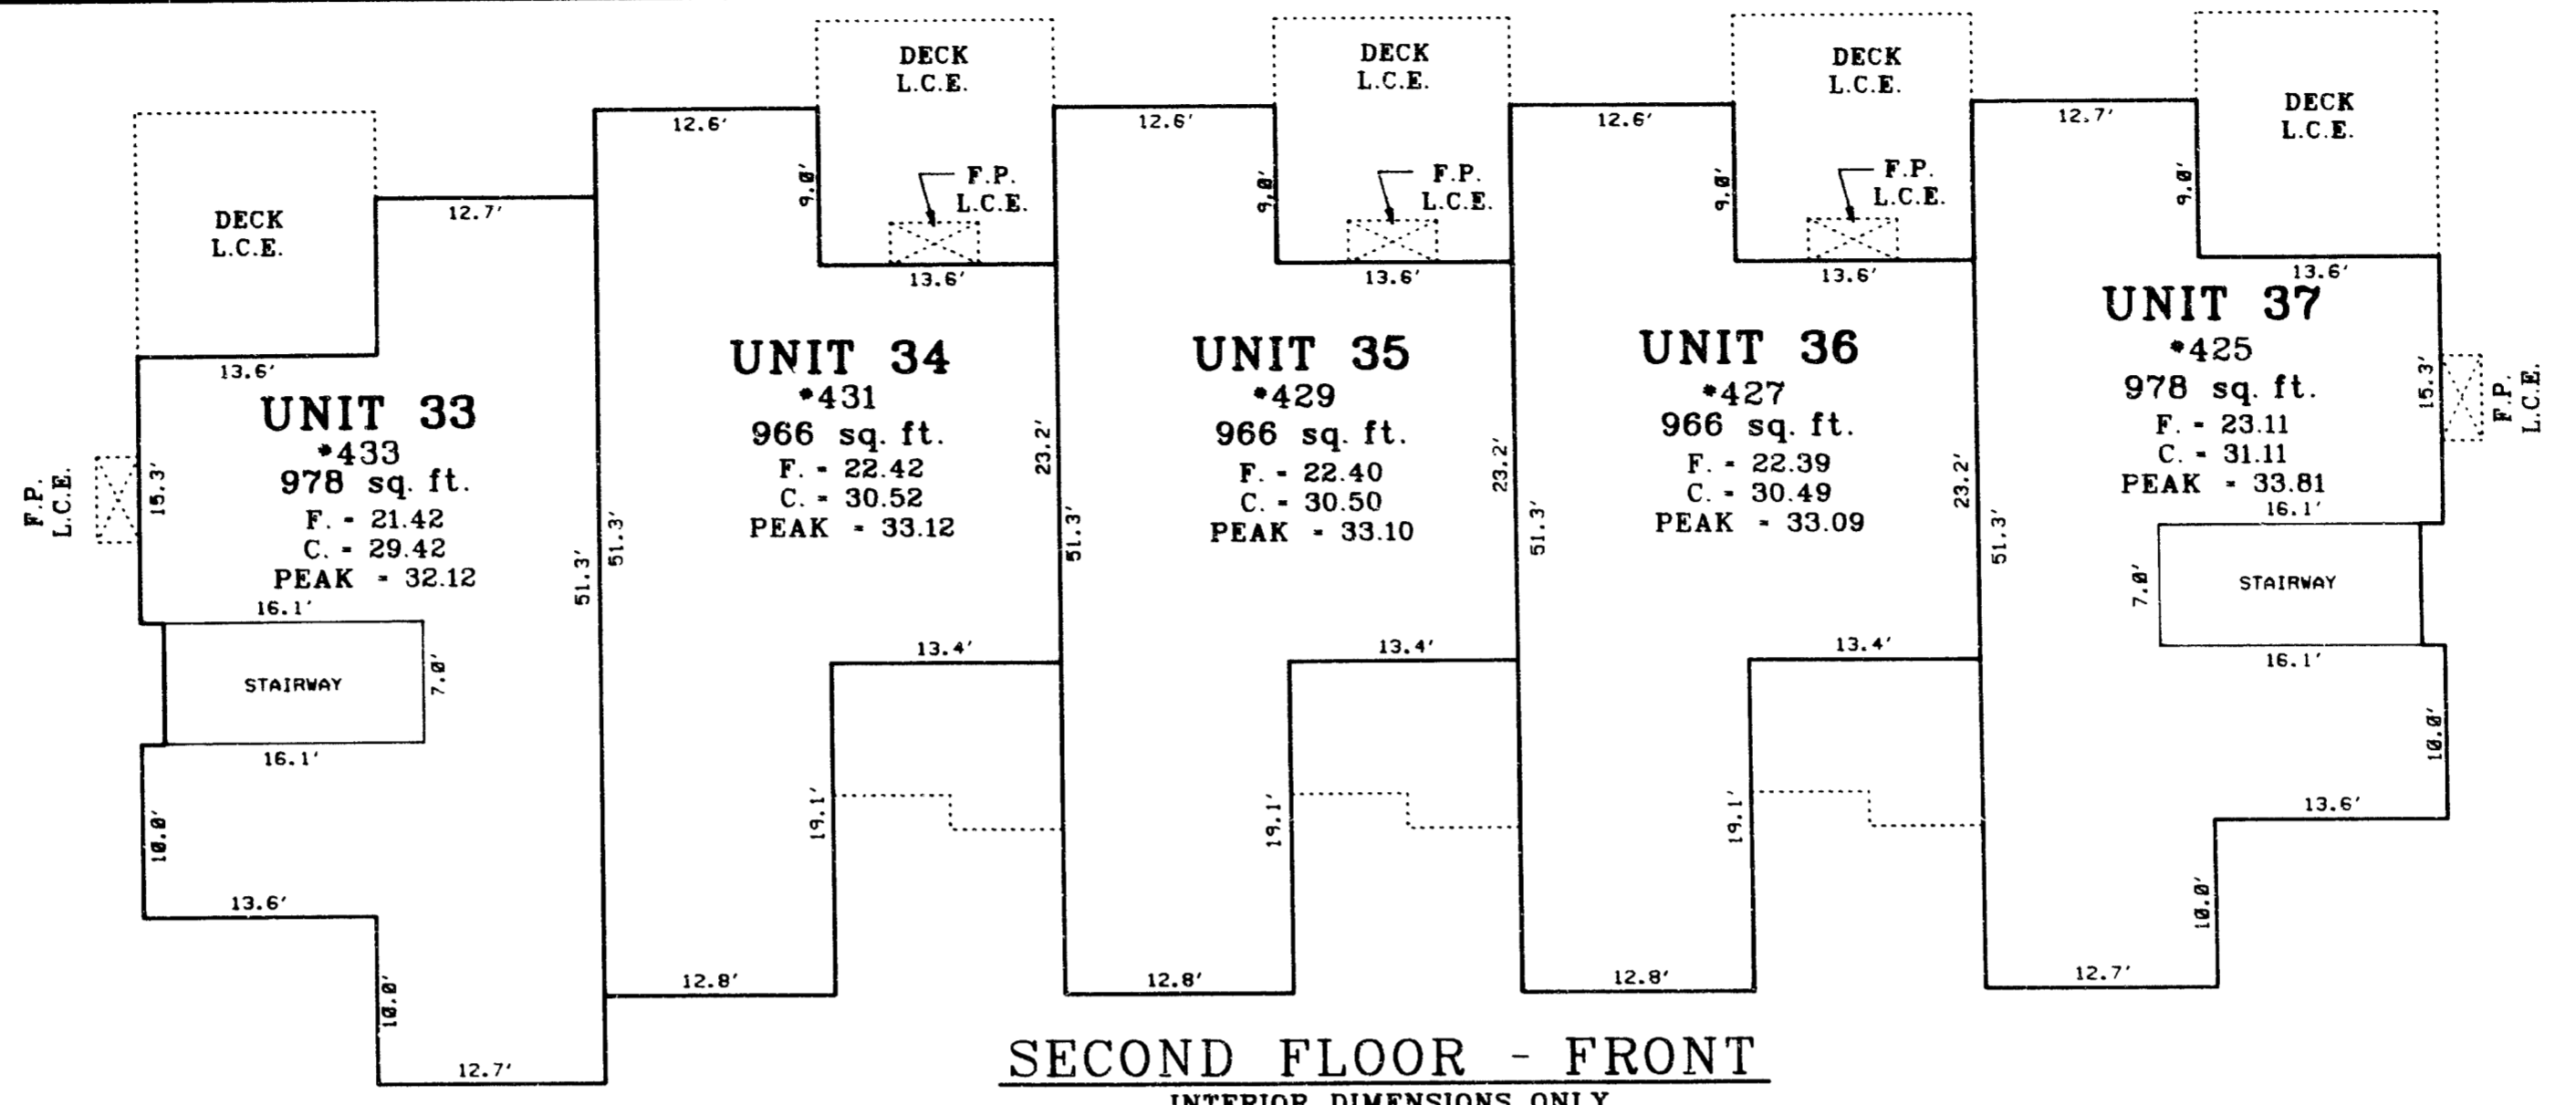 DECK
L.C.E.
DECK
L.C.E.
DECK
L.C.E.
DECK
L.C.E.
DECK
L.C.E.
12.7'
13.6'
UNIT 33
#433
978 sq. ft.
F. = 21.42
C. = 29.42
PEAK = 32.12
F.P.
L.C.E.
15.3'
16.1'
STAIRWAY
7.0'
16.1'
10.0'
13.6'
10.0'
12.7'
51.3'
12.6'
9.0'
F.P.
L.C.E.
13.6'
UNIT 34
#431
966 sq. ft.
F. = 22.42
C. = 30.52
PEAK = 33.12
51.3'
23.2'
13.4'
19.1'
12.8'
12.6'
9.0'
F.P.
L.C.E.
13.6'
UNIT 35
#429
966 sq. ft.
F. = 22.40
C. = 30.50
PEAK = 33.10
51.3'
23.2'
13.4'
19.1'
12.8'
12.6'
9.0'
F.P.
L.C.E.
13.6'
UNIT 36
#427
966 sq. ft.
F. = 22.39
C. = 30.49
PEAK = 33.09
51.3'
23.2'
13.4'
19.1'
12.8'
12.7'
9.0'
13.6'
UNIT 37
#425
978 sq. ft.
F. = 23.11
C. = 31.11
PEAK = 33.81
15.3'
F.P.
L.C.E.
51.3'
16.1'
7.0'
STAIRWAY
16.1'
10.0'
13.6'
10.0'
12.7'
SECOND FLOOR - FRONT
INTERIOR DIMENSIONS ONLY